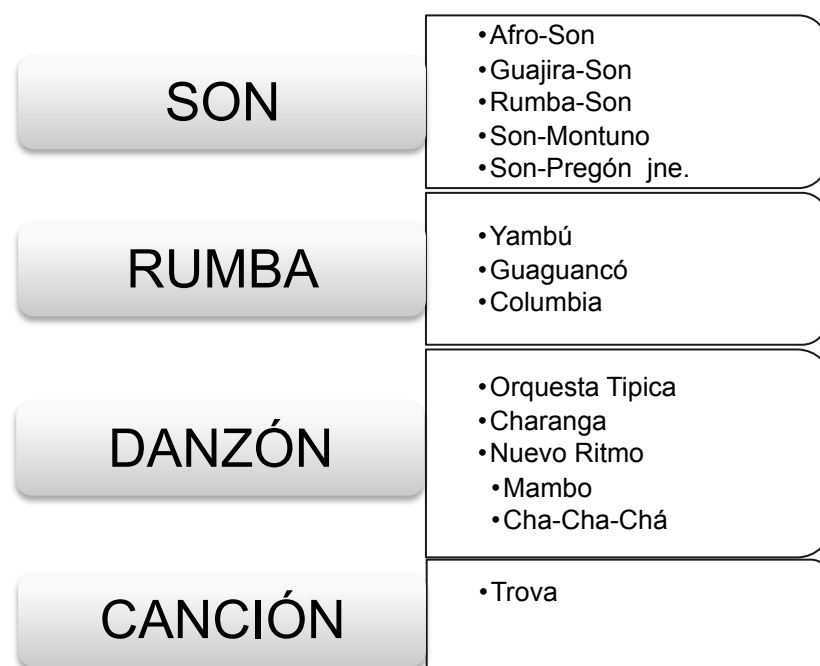 SON
•Afro-Son
•Guajira-Son
•Rumba-Son
•Son-Montuno
•Son-Pregón jne.
RUMBA
•Yambú
•Guaguancó
•Columbia
DANZÓN
•Orquesta Tipica
•Charanga
•Nuevo Ritmo
•Mambo
•Cha-Cha-Chá
CANCIÓN
•Trova